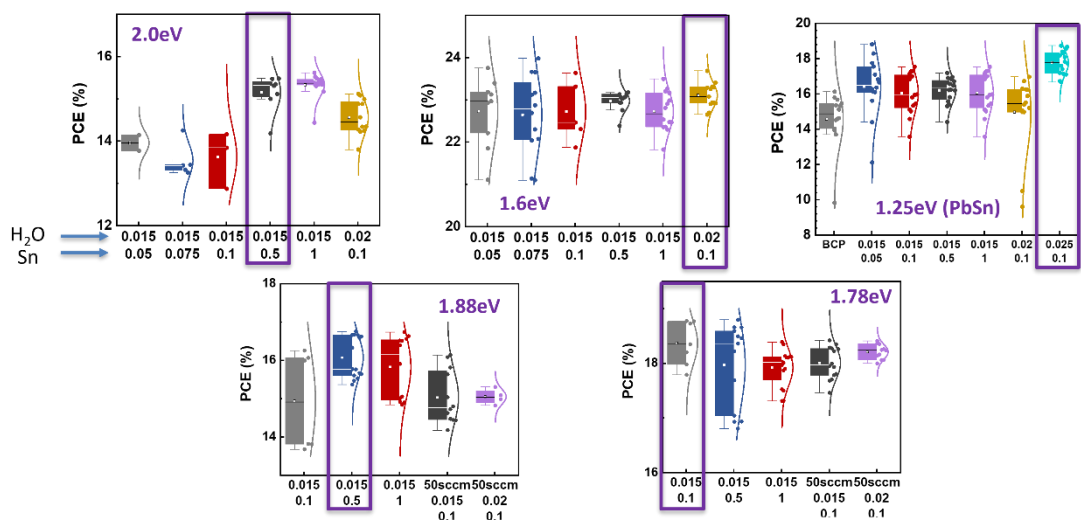 2.0eV
PCE (%)
16
14
12
0.015 0.015 0.015 0.015 0.015 0.02
0.05 0.075 0.1 0.5 1 0.1
H2O
Sn
1.6eV
PCE (%)
24
22
20
0.015 0.015 0.015 0.015 0.015 0.02
0.05 0.075 0.1 0.5 1 0.1
1.25eV (PbSn)
PCE (%)
20
18
16
14
12
10
8
BCP 0.015 0.015 0.015 0.015 0.02 0.025
0.05 0.1 0.5 1 0.1 0.1
1.88eV
PCE (%)
18
16
14
0.015 0.015 0.015 50sccm 50sccm
0.1 0.5 1 0.015 0.02
0.1 0.1
1.78eV
PCE (%)
18
16
0.015 0.015 0.015 50sccm 50sccm
0.1 0.5 1 0.015 0.02
0.1 0.1